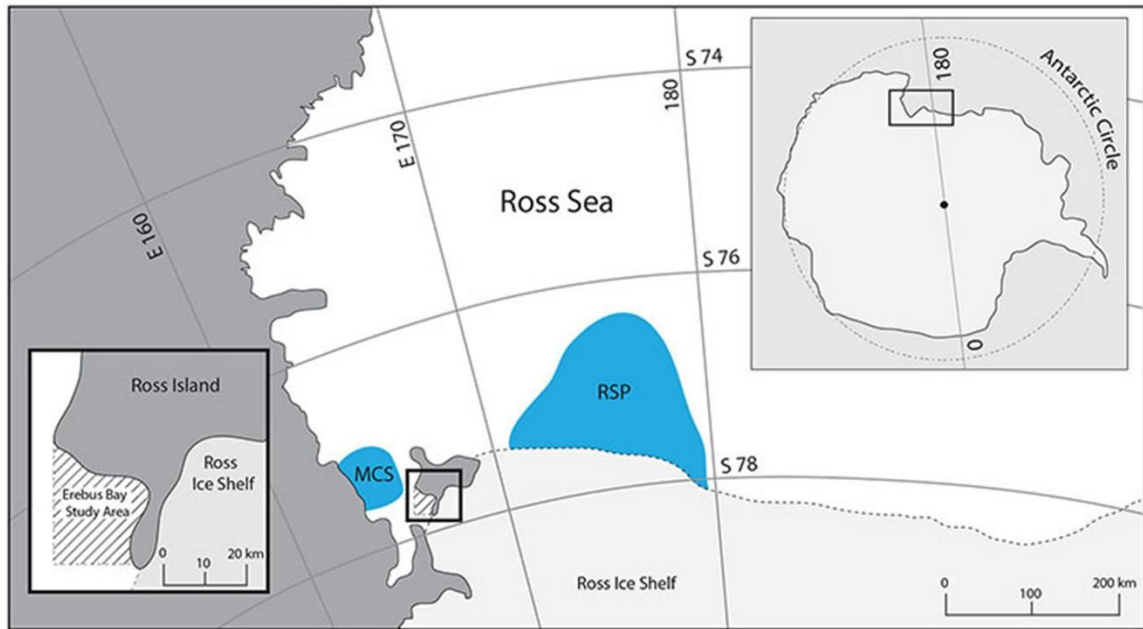 S 74
180
E 170
E 160
Ross Sea
S 76
RSP
MCS
S 78
Ross Ice Shelf
0 100 200 km
180
Antarctic Circle
0
Ross Island
Ross
Ice Shelf
Erebus Bay
Study Area
0 10 20 km